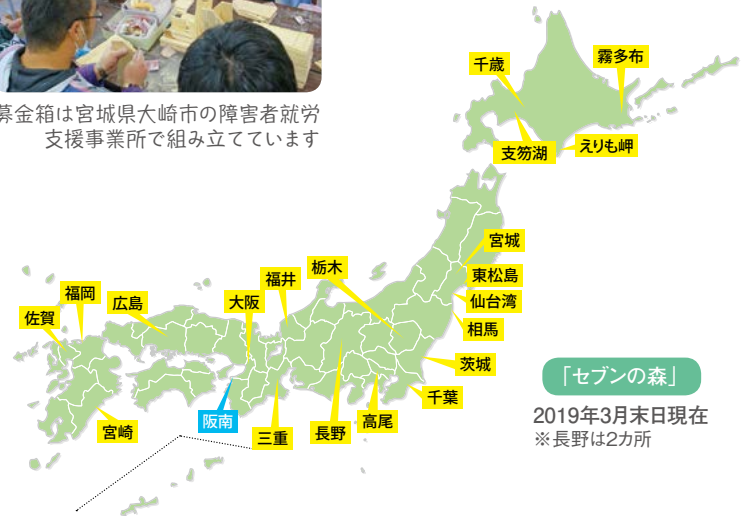 募金箱は宮城県大崎市の障害者就労
支援事業所で組み立てています
千歳
霧多布
支笏湖
えりも岬
宮城
東松島
仙台湾
相馬
茨城
千葉
高尾
長野
三重
阪南
栃木
福井
大阪
広島
福岡
佐賀
宮崎
「セブンの森」
2019年3月末日現在
※長野は2カ所